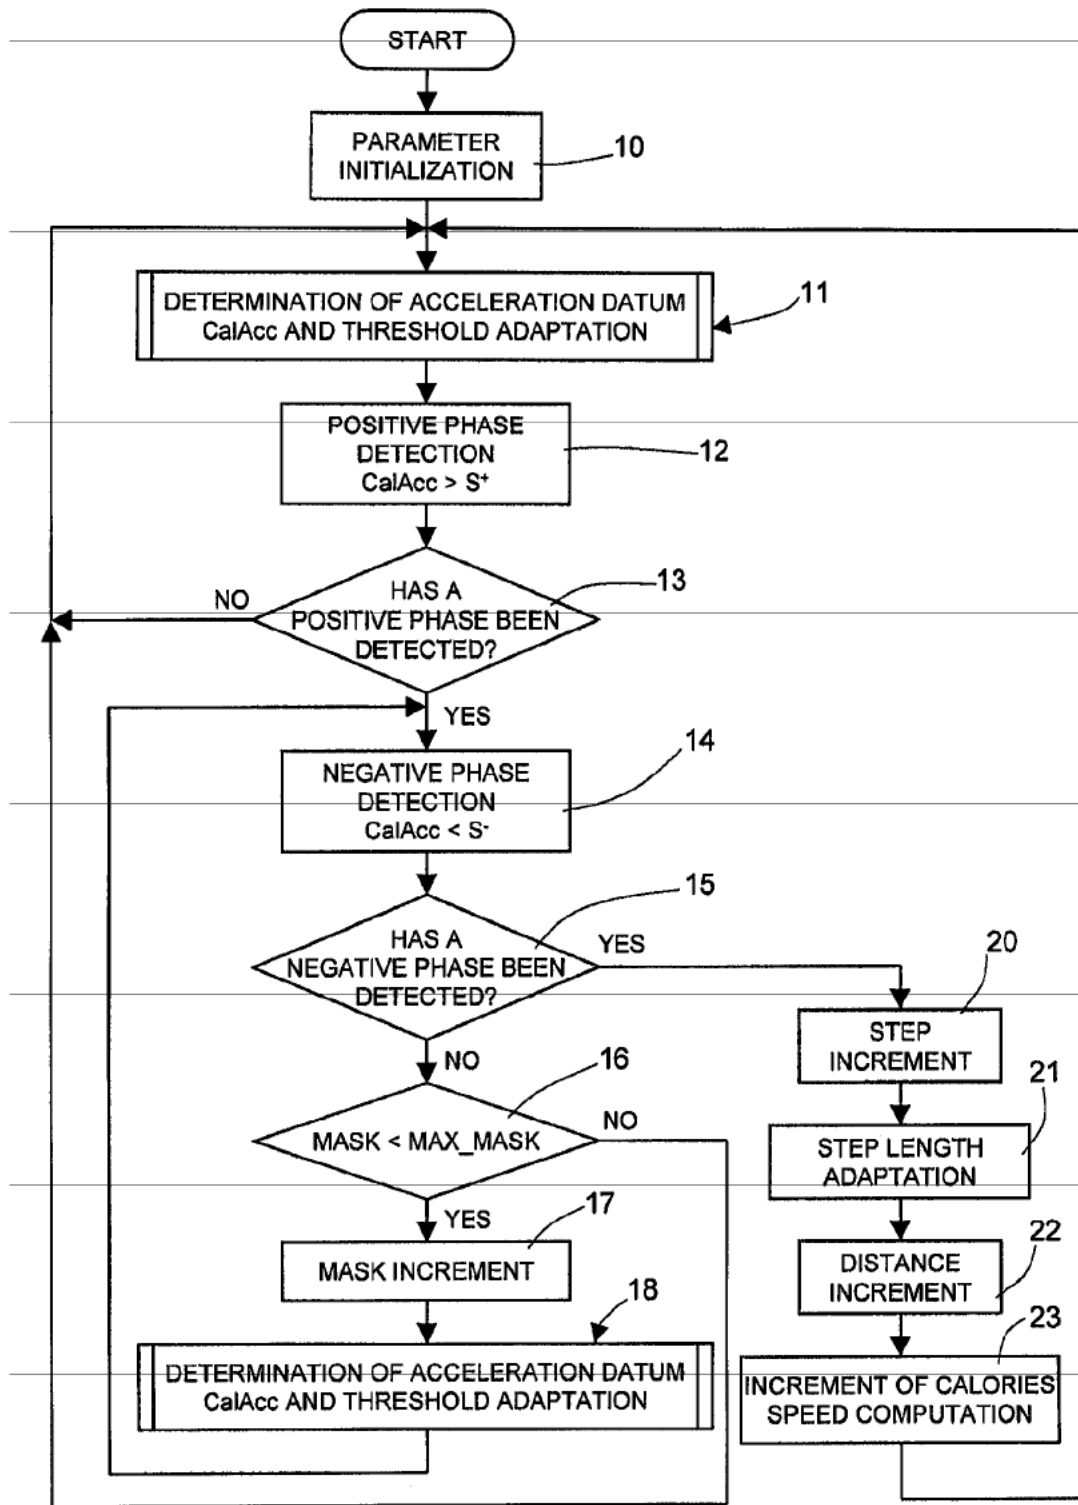 START
PARAMETER
INITIALIZATION
10
DETERMINATION OF ACCELERATION DATUM
CalAcc AND THRESHOLD ADAPTATION
11
POSITIVE PHASE
DETECTION
CalAcc > S⁺
12
HAS A
POSITIVE PHASE BEEN
DETECTED?
13
NO
YES
NEGATIVE PHASE
DETECTION
CalAcc < S⁻
14
HAS A
NEGATIVE PHASE BEEN
DETECTED?
15
YES
NO
MASK < MAX_MASK
16
NO
YES
MASK INCREMENT
17
DETERMINATION OF ACCELERATION DATUM
CalAcc AND THRESHOLD ADAPTATION
18
STEP
INCREMENT
20
STEP LENGTH
ADAPTATION
21
DISTANCE
INCREMENT
22
INCREMENT OF CALORIES
SPEED COMPUTATION
23